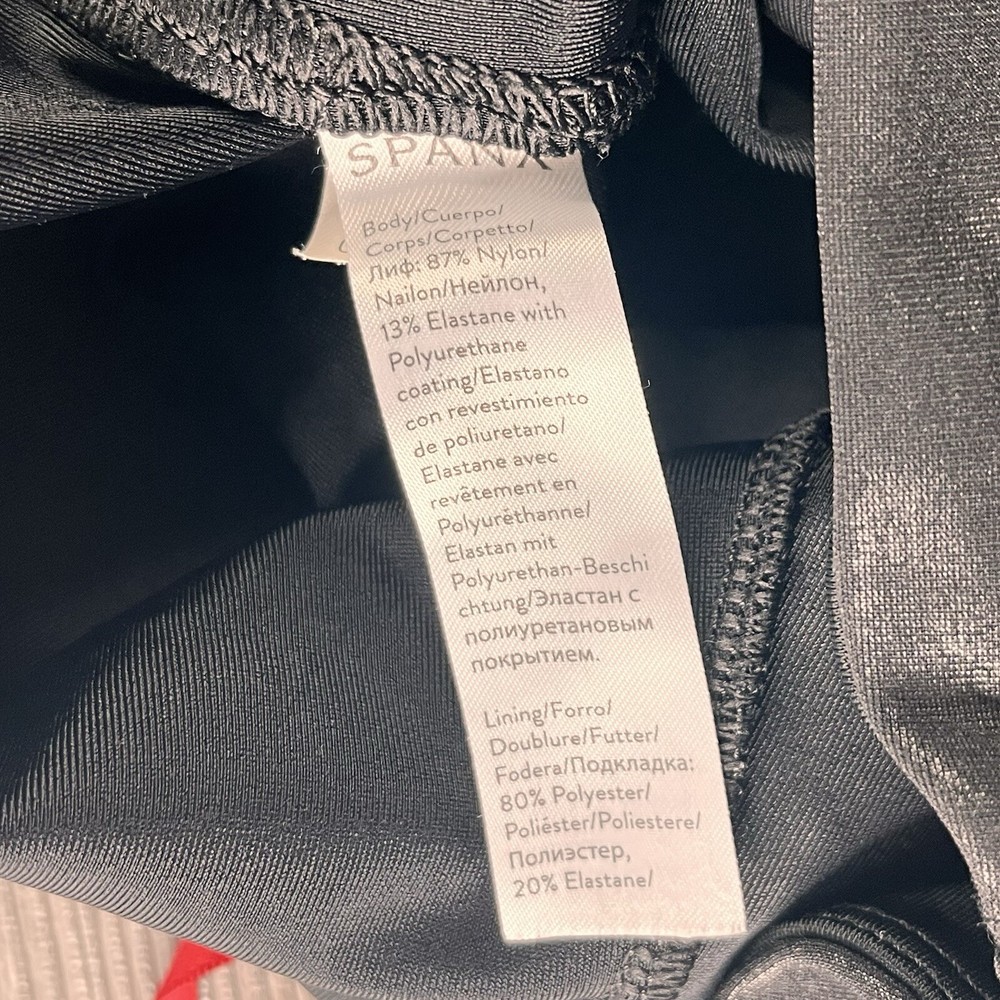 SPANX
Body/Cuerpo/
Corps/Corpetto/
Лиф: 87% Nylon/
Nailon/Нейлон,
13% Elastane with
Polyurethane
coating/Elastano
con revestimiento
de poliuretano/
Elastane avec
revêtement en
Polyuréthanne/
Elastan mit
Polyurethan-Beschi
chtung/Эластан с
полиуретановым
покрытием.
Lining/Forro/
Doublure/Futter/
Fodera/Подкладка:
80% Polyester/
Poliéster/Poliestere/
Полиэстер,
20% Elastane/